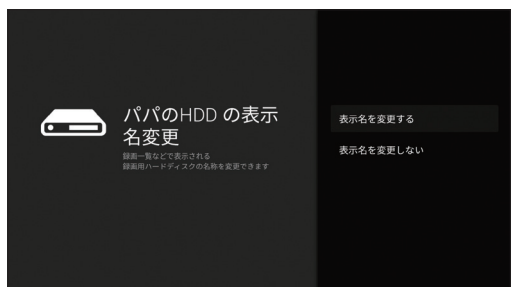 パパのHDD の表示
名変更
録画一覧などで表示される
録画用ハードディスクの名称を変更できます
表示名を変更する
表示名を変更しない